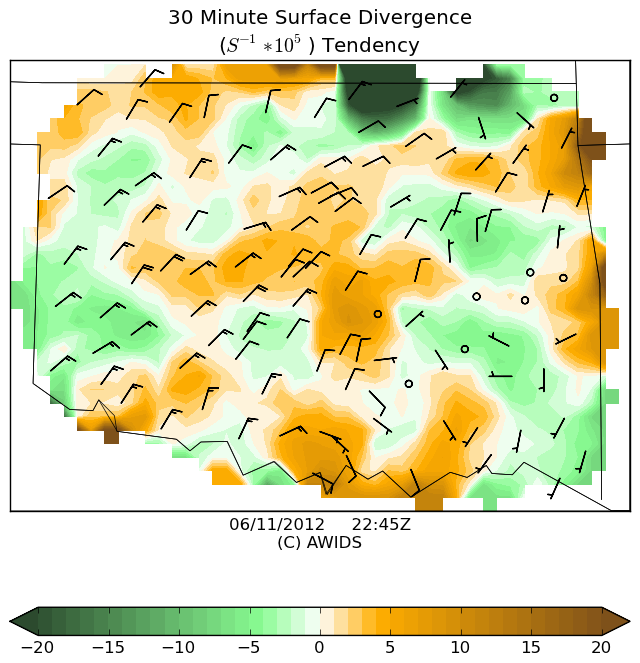 30 Minute Surface Divergence
(S⁻¹ * 10⁵ ) Tendency
06/11/2012 22:45Z
(C) AWIDS
−20 −15 −10 −5 0 5 10 15 20